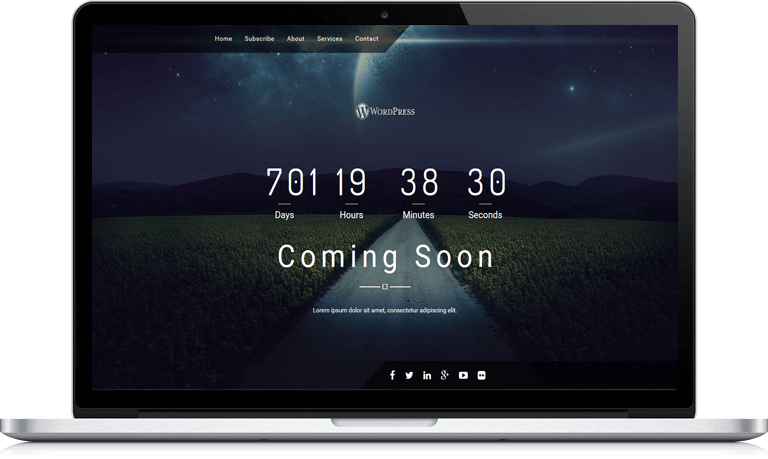 Home Subscribe About Services Contact
WORDPRESS
701 19 38 30
Days Hours Minutes Seconds
Coming Soon
Lorem ipsum dolor sit amet, consectetur adipiscing elit.